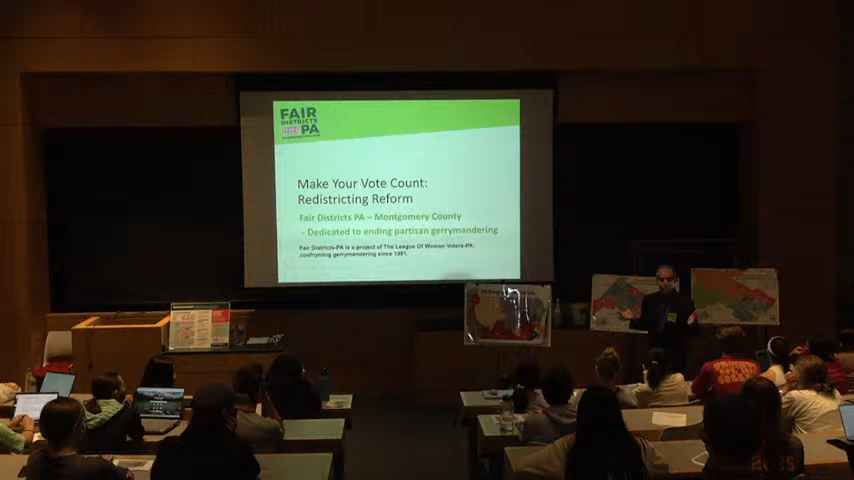 FAIR
DISTRICTS
PA
Make Your Vote Count:
Redistricting Reform
Fair Districts PA – Montgomery County
- Dedicated to ending partisan gerrymandering
Fair Districts-PA is a project of The League Of Women Voters-PA:
confronting gerrymandering since 1991.